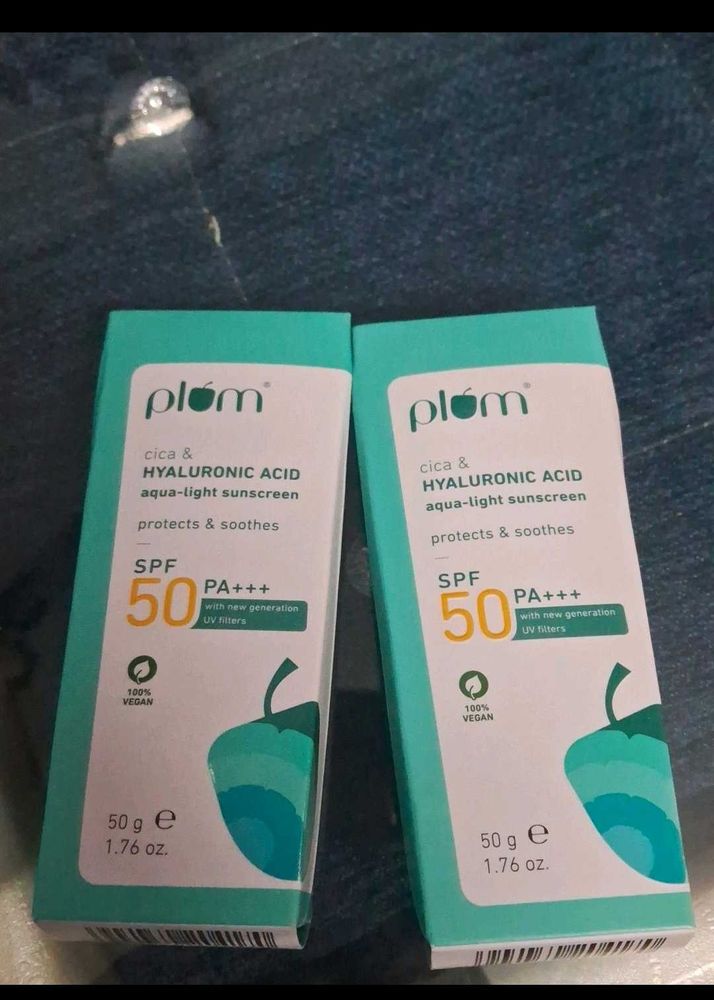 plum®
cica &
HYALURONIC ACID
aqua-light sunscreen
protects & soothes
SPF
50 PA+++
with new generation
UV filters
100%
VEGAN
50 g e
1.76 oz.
plum®
cica &
HYALURONIC ACID
aqua-light sunscreen
protects & soothes
SPF
50 PA+++
with new generation
UV filters
100%
VEGAN
50 g e
1.76 oz.